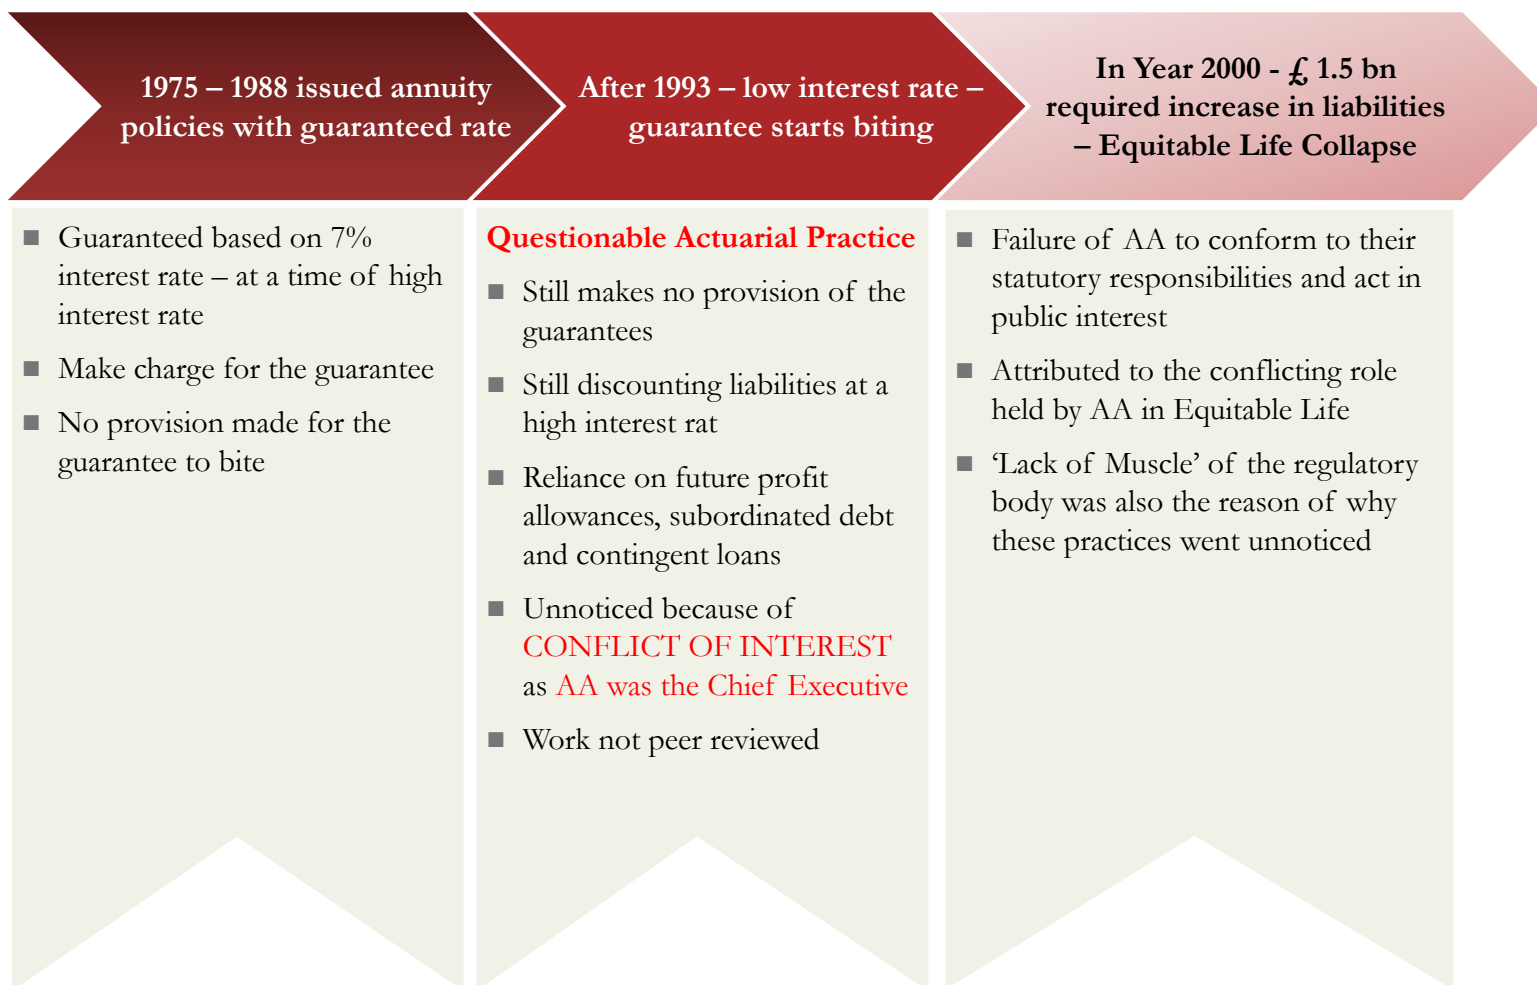 1975 – 1988 issued annuity
policies with guaranteed rate
After 1993 – low interest rate –
guarantee starts biting
In Year 2000 - £ 1.5 bn
required increase in liabilities
– Equitable Life Collapse
■ Guaranteed based on 7%
interest rate – at a time of high
interest rate
■ Make charge for the guarantee
■ No provision made for the
guarantee to bite
Questionable Actuarial Practice
■ Still makes no provision of the
guarantees
■ Still discounting liabilities at a
high interest rat
■ Reliance on future profit
allowances, subordinated debt
and contingent loans
■ Unnoticed because of
CONFLICT OF INTEREST
as AA was the Chief Executive
■ Work not peer reviewed
■ Failure of AA to conform to their
statutory responsibilities and act in
public interest
■ Attributed to the conflicting role
held by AA in Equitable Life
■ ‘Lack of Muscle’ of the regulatory
body was also the reason of why
these practices went unnoticed